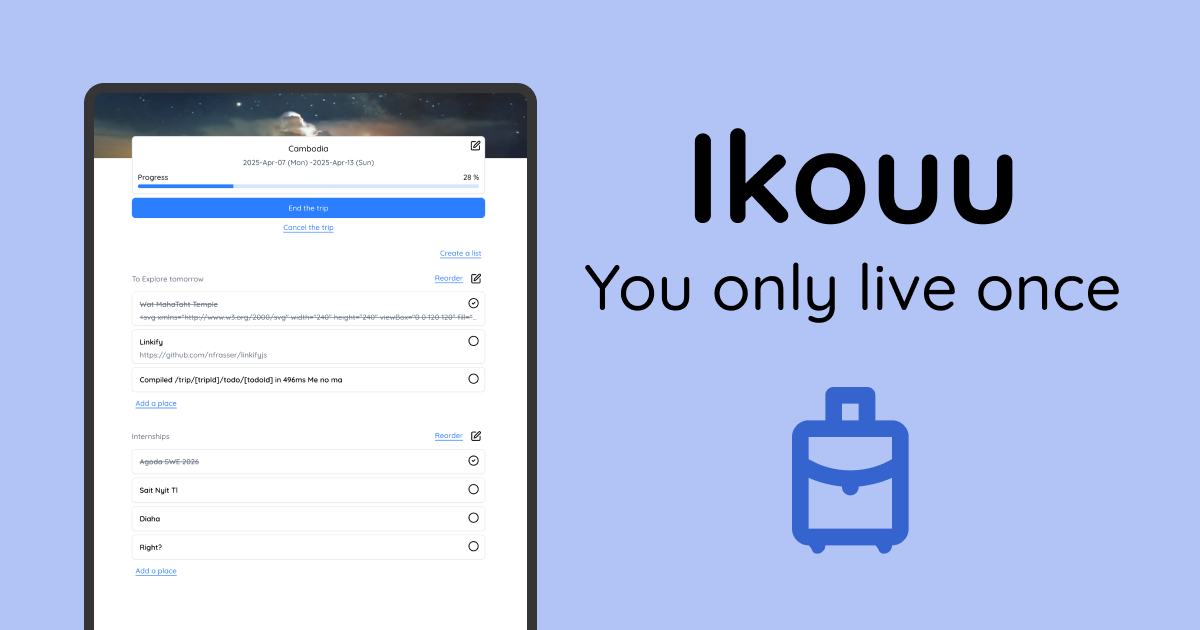 Cambodia
2025-Apr-07 (Mon) -2025-Apr-13 (Sun)
Progress 28 %
End the trip
Cancel the trip
Create a list
To Explore tomorrow Reorder
Wat MahaTaht Temple
<svg xmlns="http://www.w3.org/2000/svg" width="240" height="240" viewBox="0 0 120 120" fill="...
Linkify
https://github.com/nfrasser/linkifyjs
Compiled /trip/[tripId]/todo/[todoId] in 496ms Me no ma
Add a place
Internships Reorder
Agoda SWE 2026
Sait Nyit Tl
Diaha
Right?
Add a place
Ikouu
You only live once